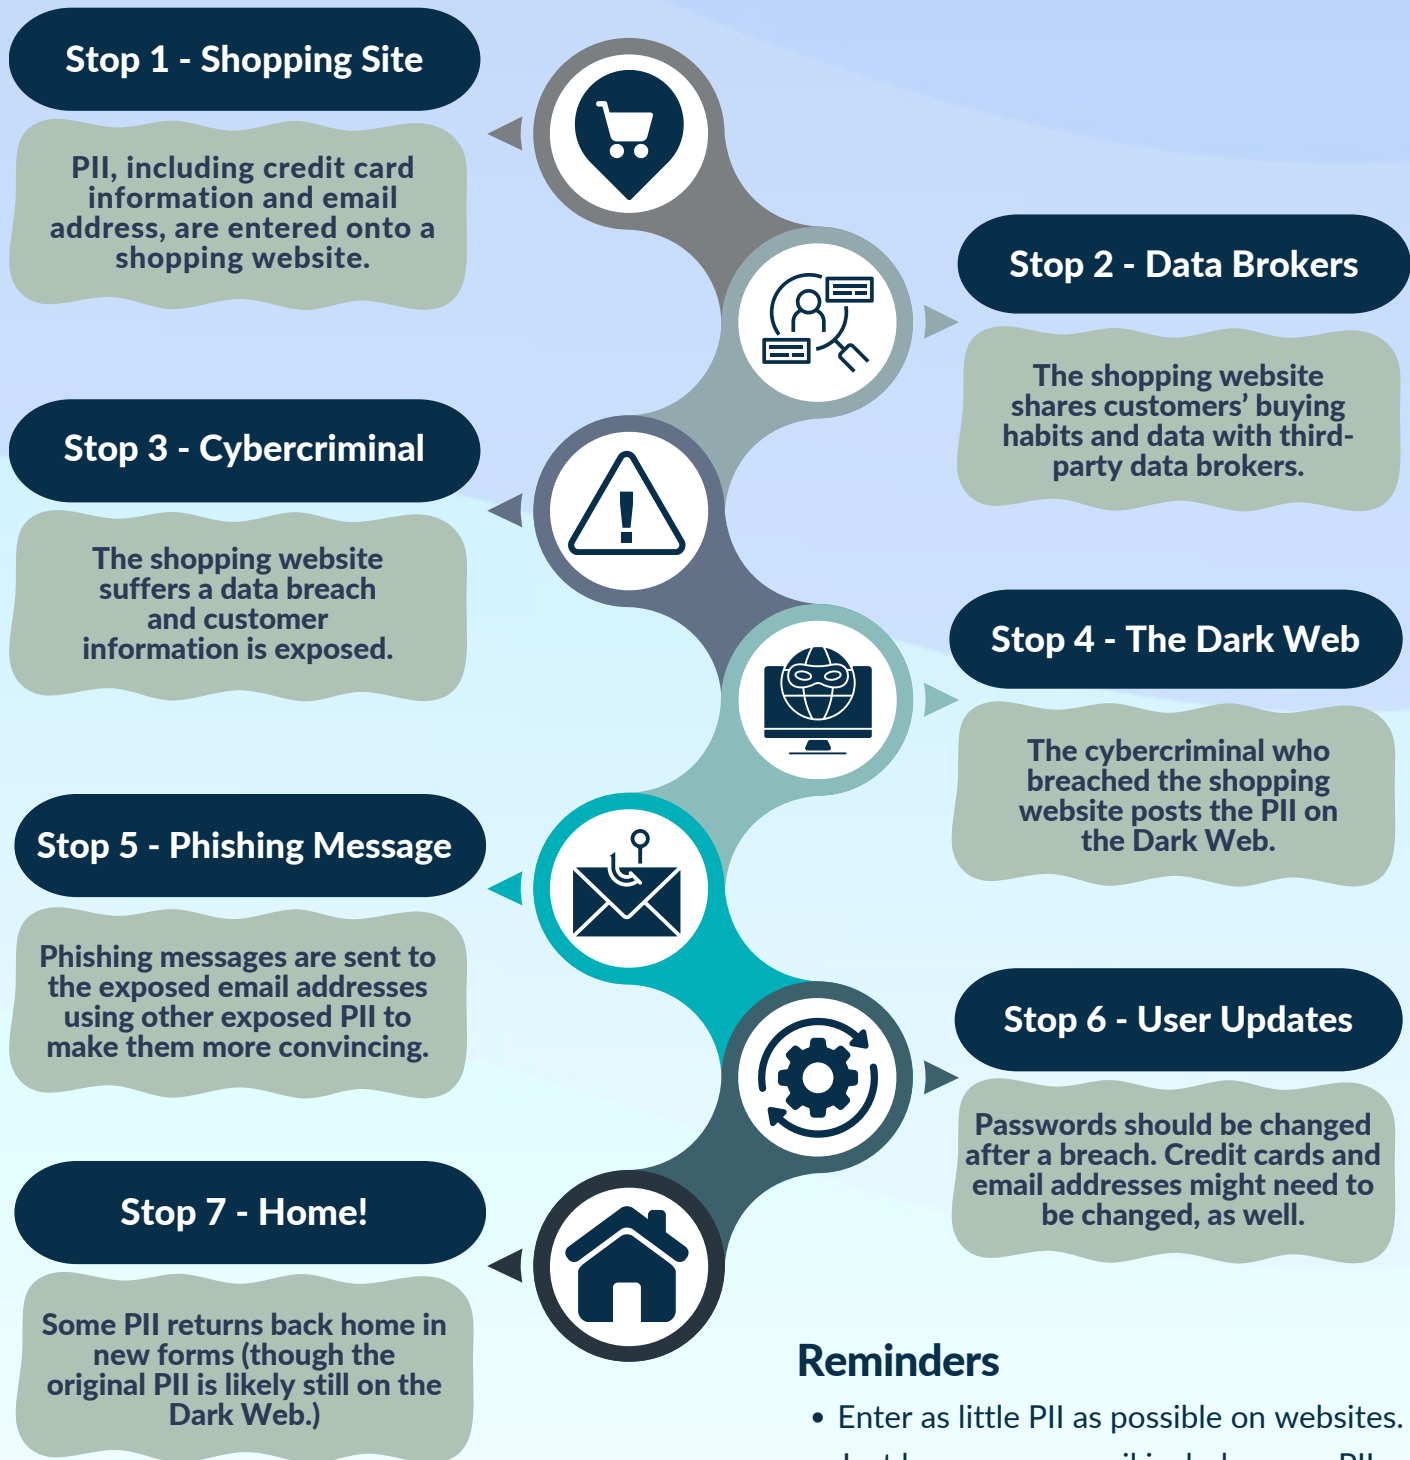 Stop 1 - Shopping Site
PII, including credit card
information and email
address, are entered onto a
shopping website.
Stop 2 - Data Brokers
The shopping website
shares customers’ buying
habits and data with third-
party data brokers.
Stop 3 - Cybercriminal
The shopping website
suffers a data breach
and customer
information is exposed.
Stop 4 - The Dark Web
The cybercriminal who
breached the shopping
website posts the PII on
the Dark Web.
Stop 5 - Phishing Message
Phishing messages are sent to
the exposed email addresses
using other exposed PII to
make them more convincing.
Stop 6 - User Updates
Passwords should be changed
after a breach. Credit cards and
email addresses might need to
be changed, as well.
Stop 7 - Home!
Some PII returns back home in
new forms (though the
original PII is likely still on the
Dark Web.)
Reminders
• Enter as little PII as possible on websites.